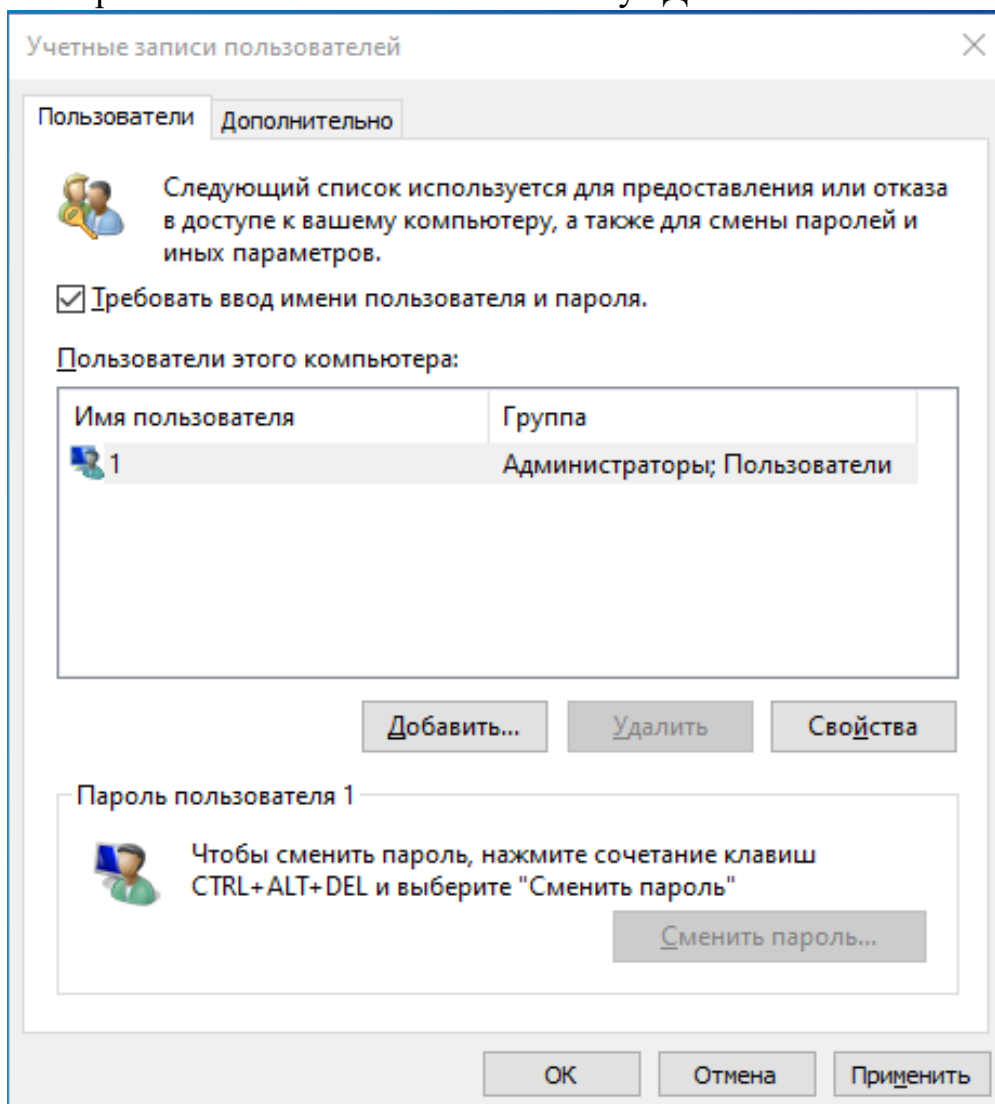 Учетные записи пользователей
Пользователи
Дополнительно
Следующий список используется для предоставления или отказа
в доступе к вашему компьютеру, а также для смены паролей и
иных параметров.
Требовать ввод имени пользователя и пароля.
Пользователи этого компьютера:
Имя пользователя Группа
1 Администраторы; Пользователи
Добавить... Удалить Свойства
Пароль пользователя 1
Чтобы сменить пароль, нажмите сочетание клавиш
CTRL+ALT+DEL и выберите "Сменить пароль"
Сменить пароль...
ОК Отмена Применить